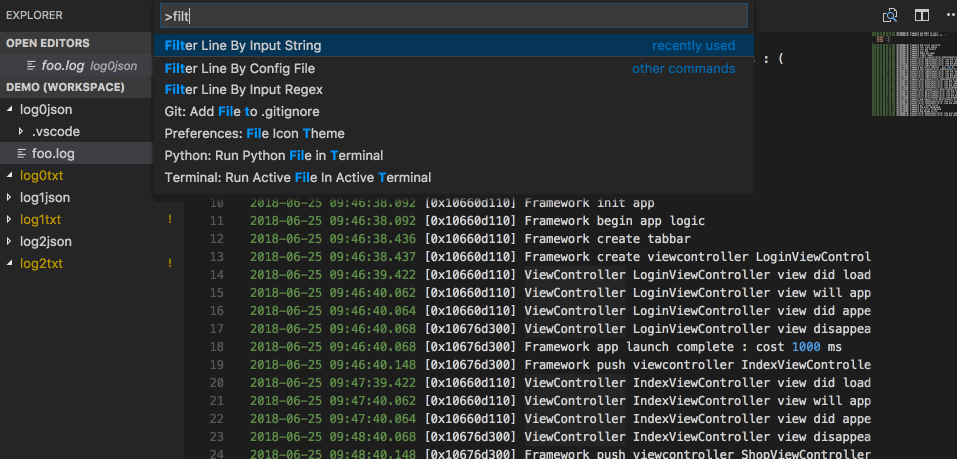 EXPLORER
>filt
OPEN EDITORS
foo.log log0json
DEMO (WORKSPACE)
log0json
.vscode
foo.log
log0txt
log1json
log1txt !
log2json
log2txt !
Filter Line By Input String recently used
Filter Line By Config File other commands
Filter Line By Input Regex
Git: Add File to .gitignore
Preferences: File Icon Theme
Python: Run Python File in Terminal
Terminal: Run Active File In Active Terminal
: (
10 2018-06-25 09:46:38.092 [0x10660d110] Framework init app
11 2018-06-25 09:46:38.092 [0x10660d110] Framework begin app logic
12 2018-06-25 09:46:38.436 [0x10660d110] Framework create tabbar
13 2018-06-25 09:46:38.437 [0x10660d110] Framework create viewcontroller LoginViewControl
14 2018-06-25 09:46:39.422 [0x10660d110] ViewController LoginViewController view did load
15 2018-06-25 09:46:40.062 [0x10660d110] ViewController LoginViewController view will app
16 2018-06-25 09:46:40.064 [0x10660d110] ViewController LoginViewController view did appe
17 2018-06-25 09:46:40.068 [0x10676d300] ViewController LoginViewController view disappea
18 2018-06-25 09:46:40.068 [0x10676d300] Framework app launch complete : cost 1000 ms
19 2018-06-25 09:46:40.148 [0x10676d300] Framework push viewcontroller IndexViewControlle
20 2018-06-25 09:47:39.422 [0x10660d110] ViewController IndexViewController view did load
21 2018-06-25 09:47:40.062 [0x10660d110] ViewController IndexViewController view will app
22 2018-06-25 09:47:40.064 [0x10660d110] ViewController IndexViewController view did appe
23 2018-06-25 09:48:40.068 [0x10676d300] ViewController IndexViewController view disappea
24 2018-06-25 09:48:40.148 [0x10676d300] Framework push viewcontroller ShopViewController